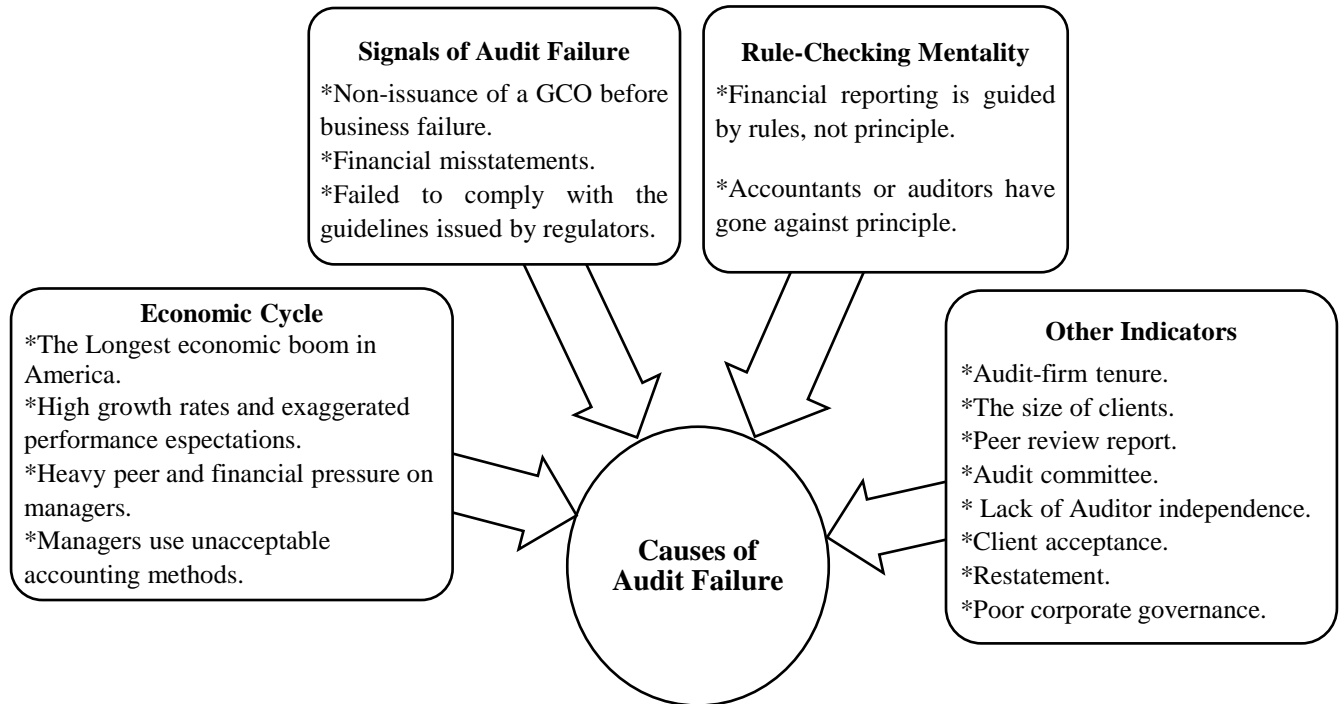 Signals of Audit Failure
*Non-issuance of a GCO before
business failure.
*Financial misstatements.
*Failed to comply with the
guidelines issued by regulators.
Rule-Checking Mentality
*Financial reporting is guided
by rules, not principle.
*Accountants or auditors have
gone against principle.
Economic Cycle
*The Longest economic boom in
America.
*High growth rates and exaggerated
performance espectations.
*Heavy peer and financial pressure on
managers.
*Managers use unacceptable
accounting methods.
Other Indicators
*Audit-firm tenure.
*The size of clients.
*Peer review report.
*Audit committee.
* Lack of Auditor independence.
*Client acceptance.
*Restatement.
*Poor corporate governance.
Causes of
Audit Failure